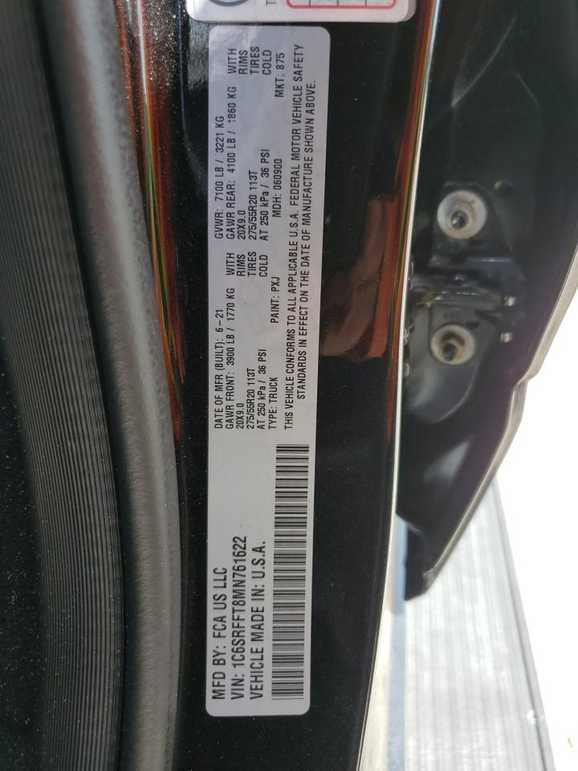 MFD BY: FCA US LLC
VIN: 1C6SRFFT8MN761622
VEHICLE MADE IN: U.S.A.
DATE OF MFR (BUILT): 6-21 GVWR: 7100 LB / 3221 KG
GAWR FRONT: 3900 LB / 1770 KG WITH GAWR REAR: 4100 LB / 1860 KG WITH
20X9.0 RIMS 20X9.0 RIMS
275/55R20 113T TIRES 275/55R20 113T TIRES
AT 250 kPa / 36 PSI COLD AT 250 kPa / 36 PSI COLD
TYPE: TRUCK PAINT: PXJ MDH: 060900 MKT: 875
THIS VEHICLE CONFORMS TO ALL APPLICABLE U.S.A. FEDERAL MOTOR VEHICLE SAFETY
STANDARDS IN EFFECT ON THE DATE OF MANUFACTURE SHOWN ABOVE.